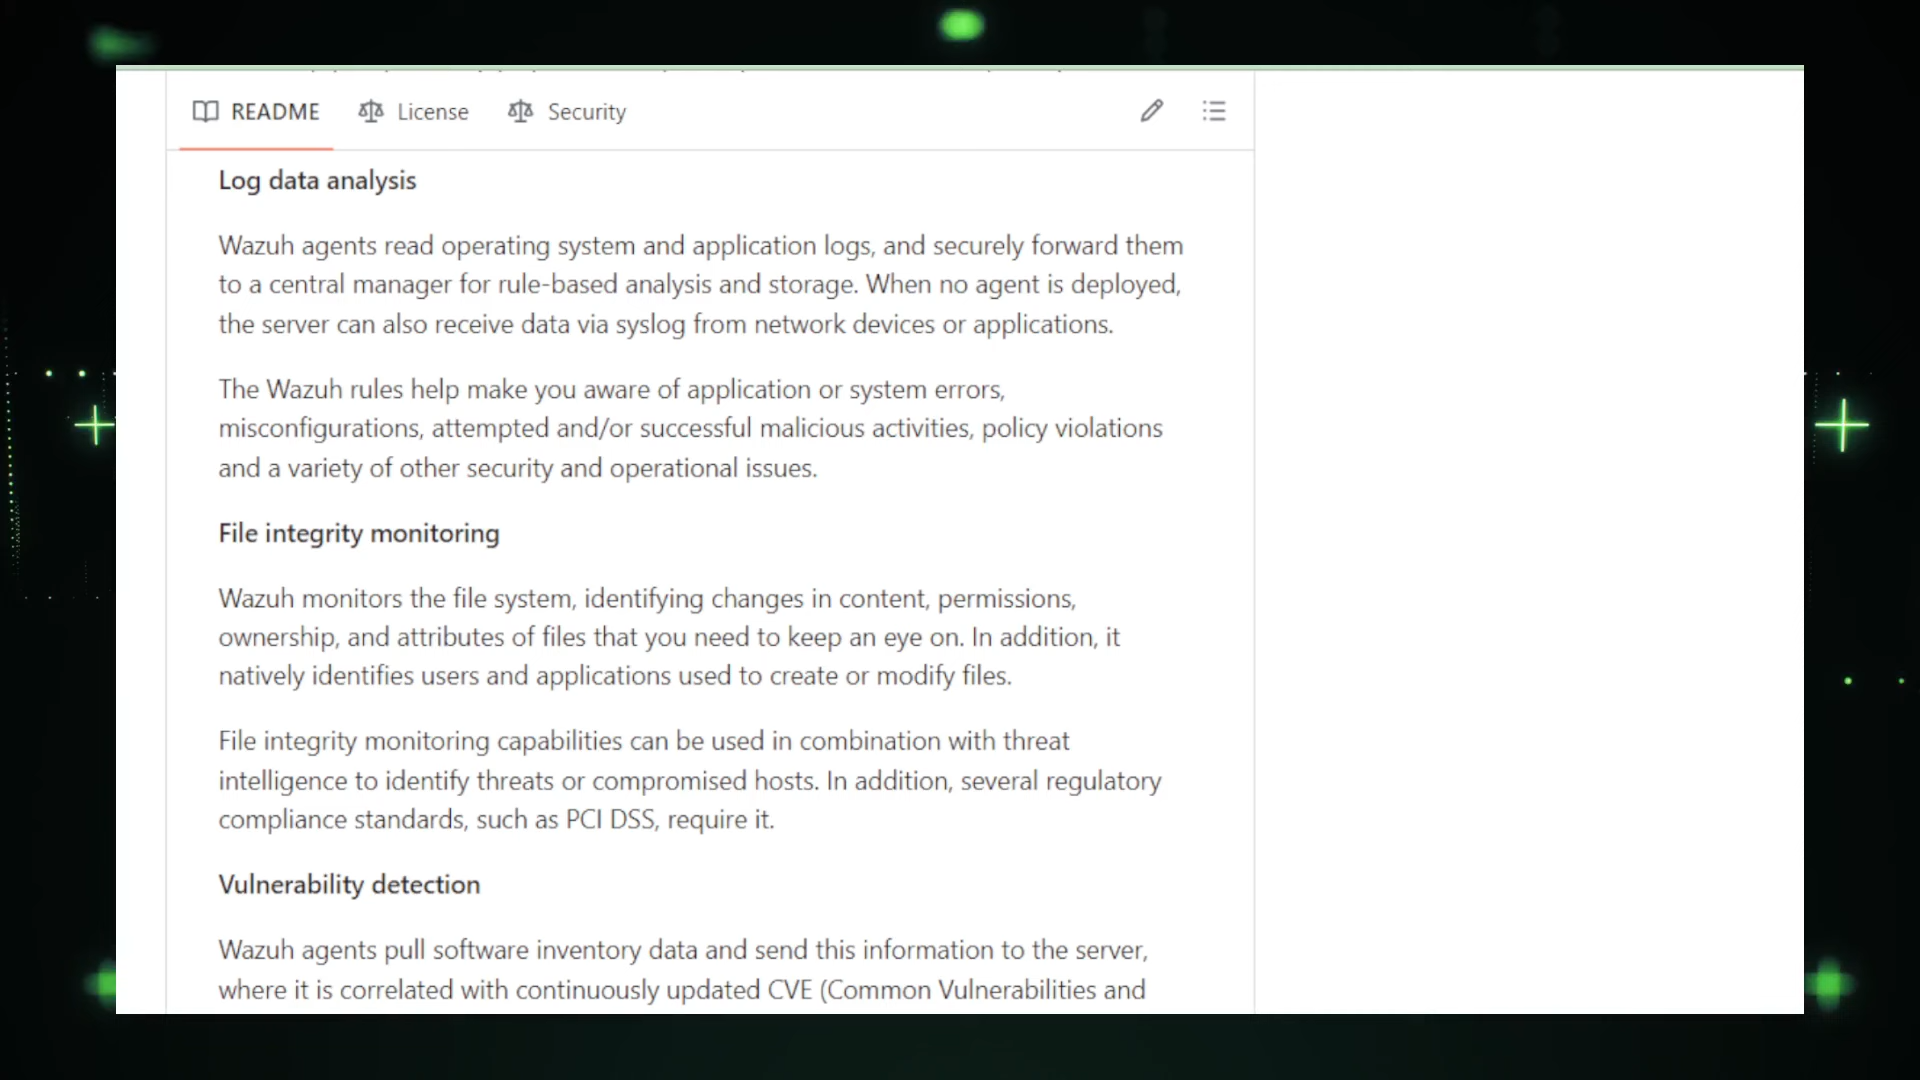 README License Security
Log data analysis
Wazuh agents read operating system and application logs, and securely forward them
to a central manager for rule-based analysis and storage. When no agent is deployed,
the server can also receive data via syslog from network devices or applications.
The Wazuh rules help make you aware of application or system errors,
misconfigurations, attempted and/or successful malicious activities, policy violations
and a variety of other security and operational issues.
File integrity monitoring
Wazuh monitors the file system, identifying changes in content, permissions,
ownership, and attributes of files that you need to keep an eye on. In addition, it
natively identifies users and applications used to create or modify files.
File integrity monitoring capabilities can be used in combination with threat
intelligence to identify threats or compromised hosts. In addition, several regulatory
compliance standards, such as PCI DSS, require it.
Vulnerability detection
Wazuh agents pull software inventory data and send this information to the server,
where it is correlated with continuously updated CVE (Common Vulnerabilities and